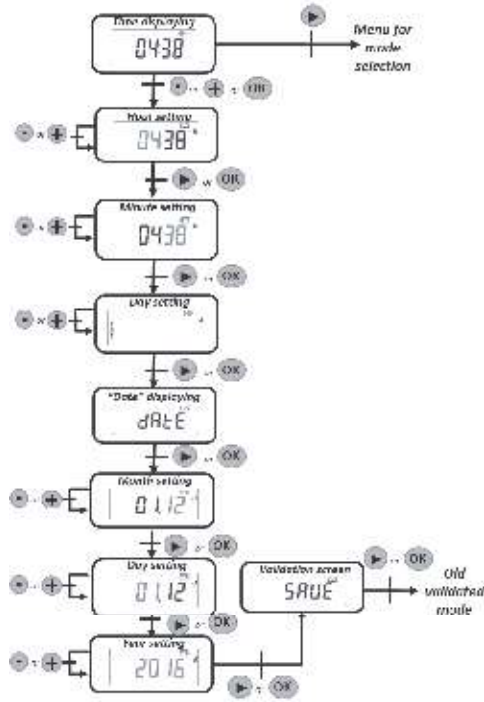 Time displaying
0438
Menu for
mode
selection
OK
Hour setting
0438
OK
Minute setting
0438
OK
Day setting
OK
"Date" displaying
dAtE
OK
Month setting
01.12
OK
Day setting
01.12
Validation screen
SAVE
OK
Old
validated
mode
OK
Year setting
2016
OK